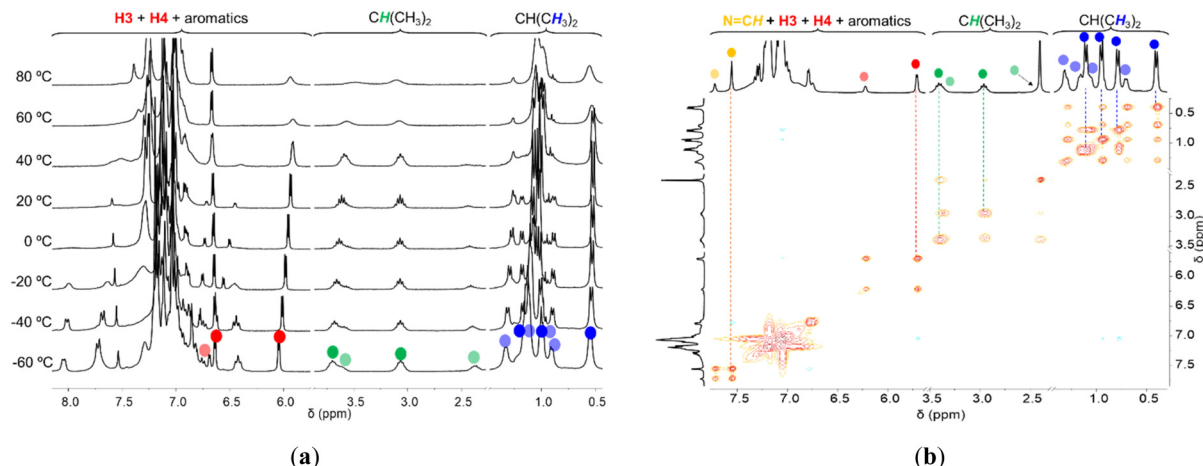 H3 + H4 + aromatics
CH(CH₃)₂
CH(CH₃)₂
80 ºC
60 ºC
40 ºC
20 ºC
0 ºC
-20 ºC
-40 ºC
-60 ºC
8.0 7.5 7.0 6.5 6.0 3.5 3.0 2.5 1.0 0.5
δ (ppm)
δ (ppm)
δ (ppm)
(a)
N=CH + H3 + H4 + aromatics
CH(CH₃)₂
CH(CH₃)₂
0.5
1.0
2.5
3.0
3.5
6.0
6.5
7.0
7.5
δ (ppm)
7.5 7.0 6.5 6.0 3.5 3.0 2.5 1.0 0.5
δ (ppm)
δ (ppm)
δ (ppm)
(b)